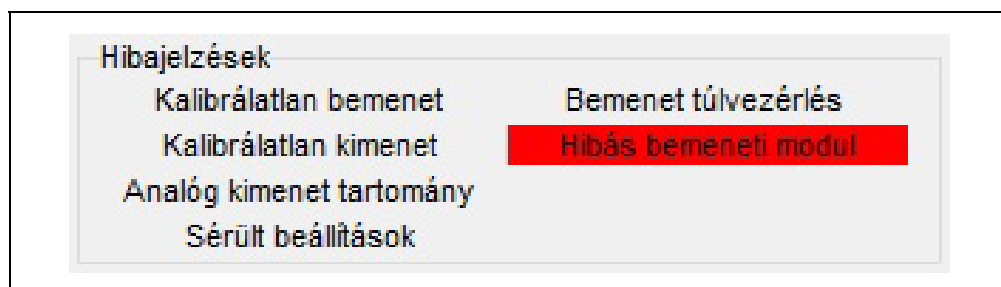 Hibajelzések
Kalibrálatlan bemenet
Bemenet túlvezérlés
Kalibrálatlan kimenet
Hibás bemeneti modul
Analóg kimenet tartomány
Sérült beállítások